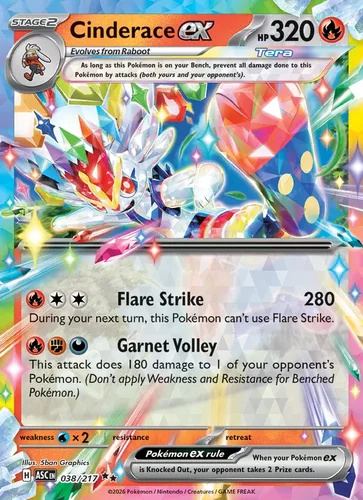 STAGE2 Cinderace ex HP 320
Evolves from Raboot
Tera
As long as this Pokémon is on your Bench, prevent all damage done to this
Pokémon by attacks (both yours and your opponent's).
Flare Strike 280
During your next turn, this Pokémon can't use Flare Strike.
Garnet Volley
This attack does 180 damage to 1 of your opponent's
Pokémon. (Don't apply Weakness and Resistance for Benched
Pokémon.)
weakness ×2 resistance retreat
Illus. 5ban Graphics
Pokémon ex rule
When your Pokémon ex
is Knocked Out, your opponent takes 2 Prize cards.
H ASC EN 038/217
©2026 Pokémon / Nintendo / Creatures / GAME FREAK